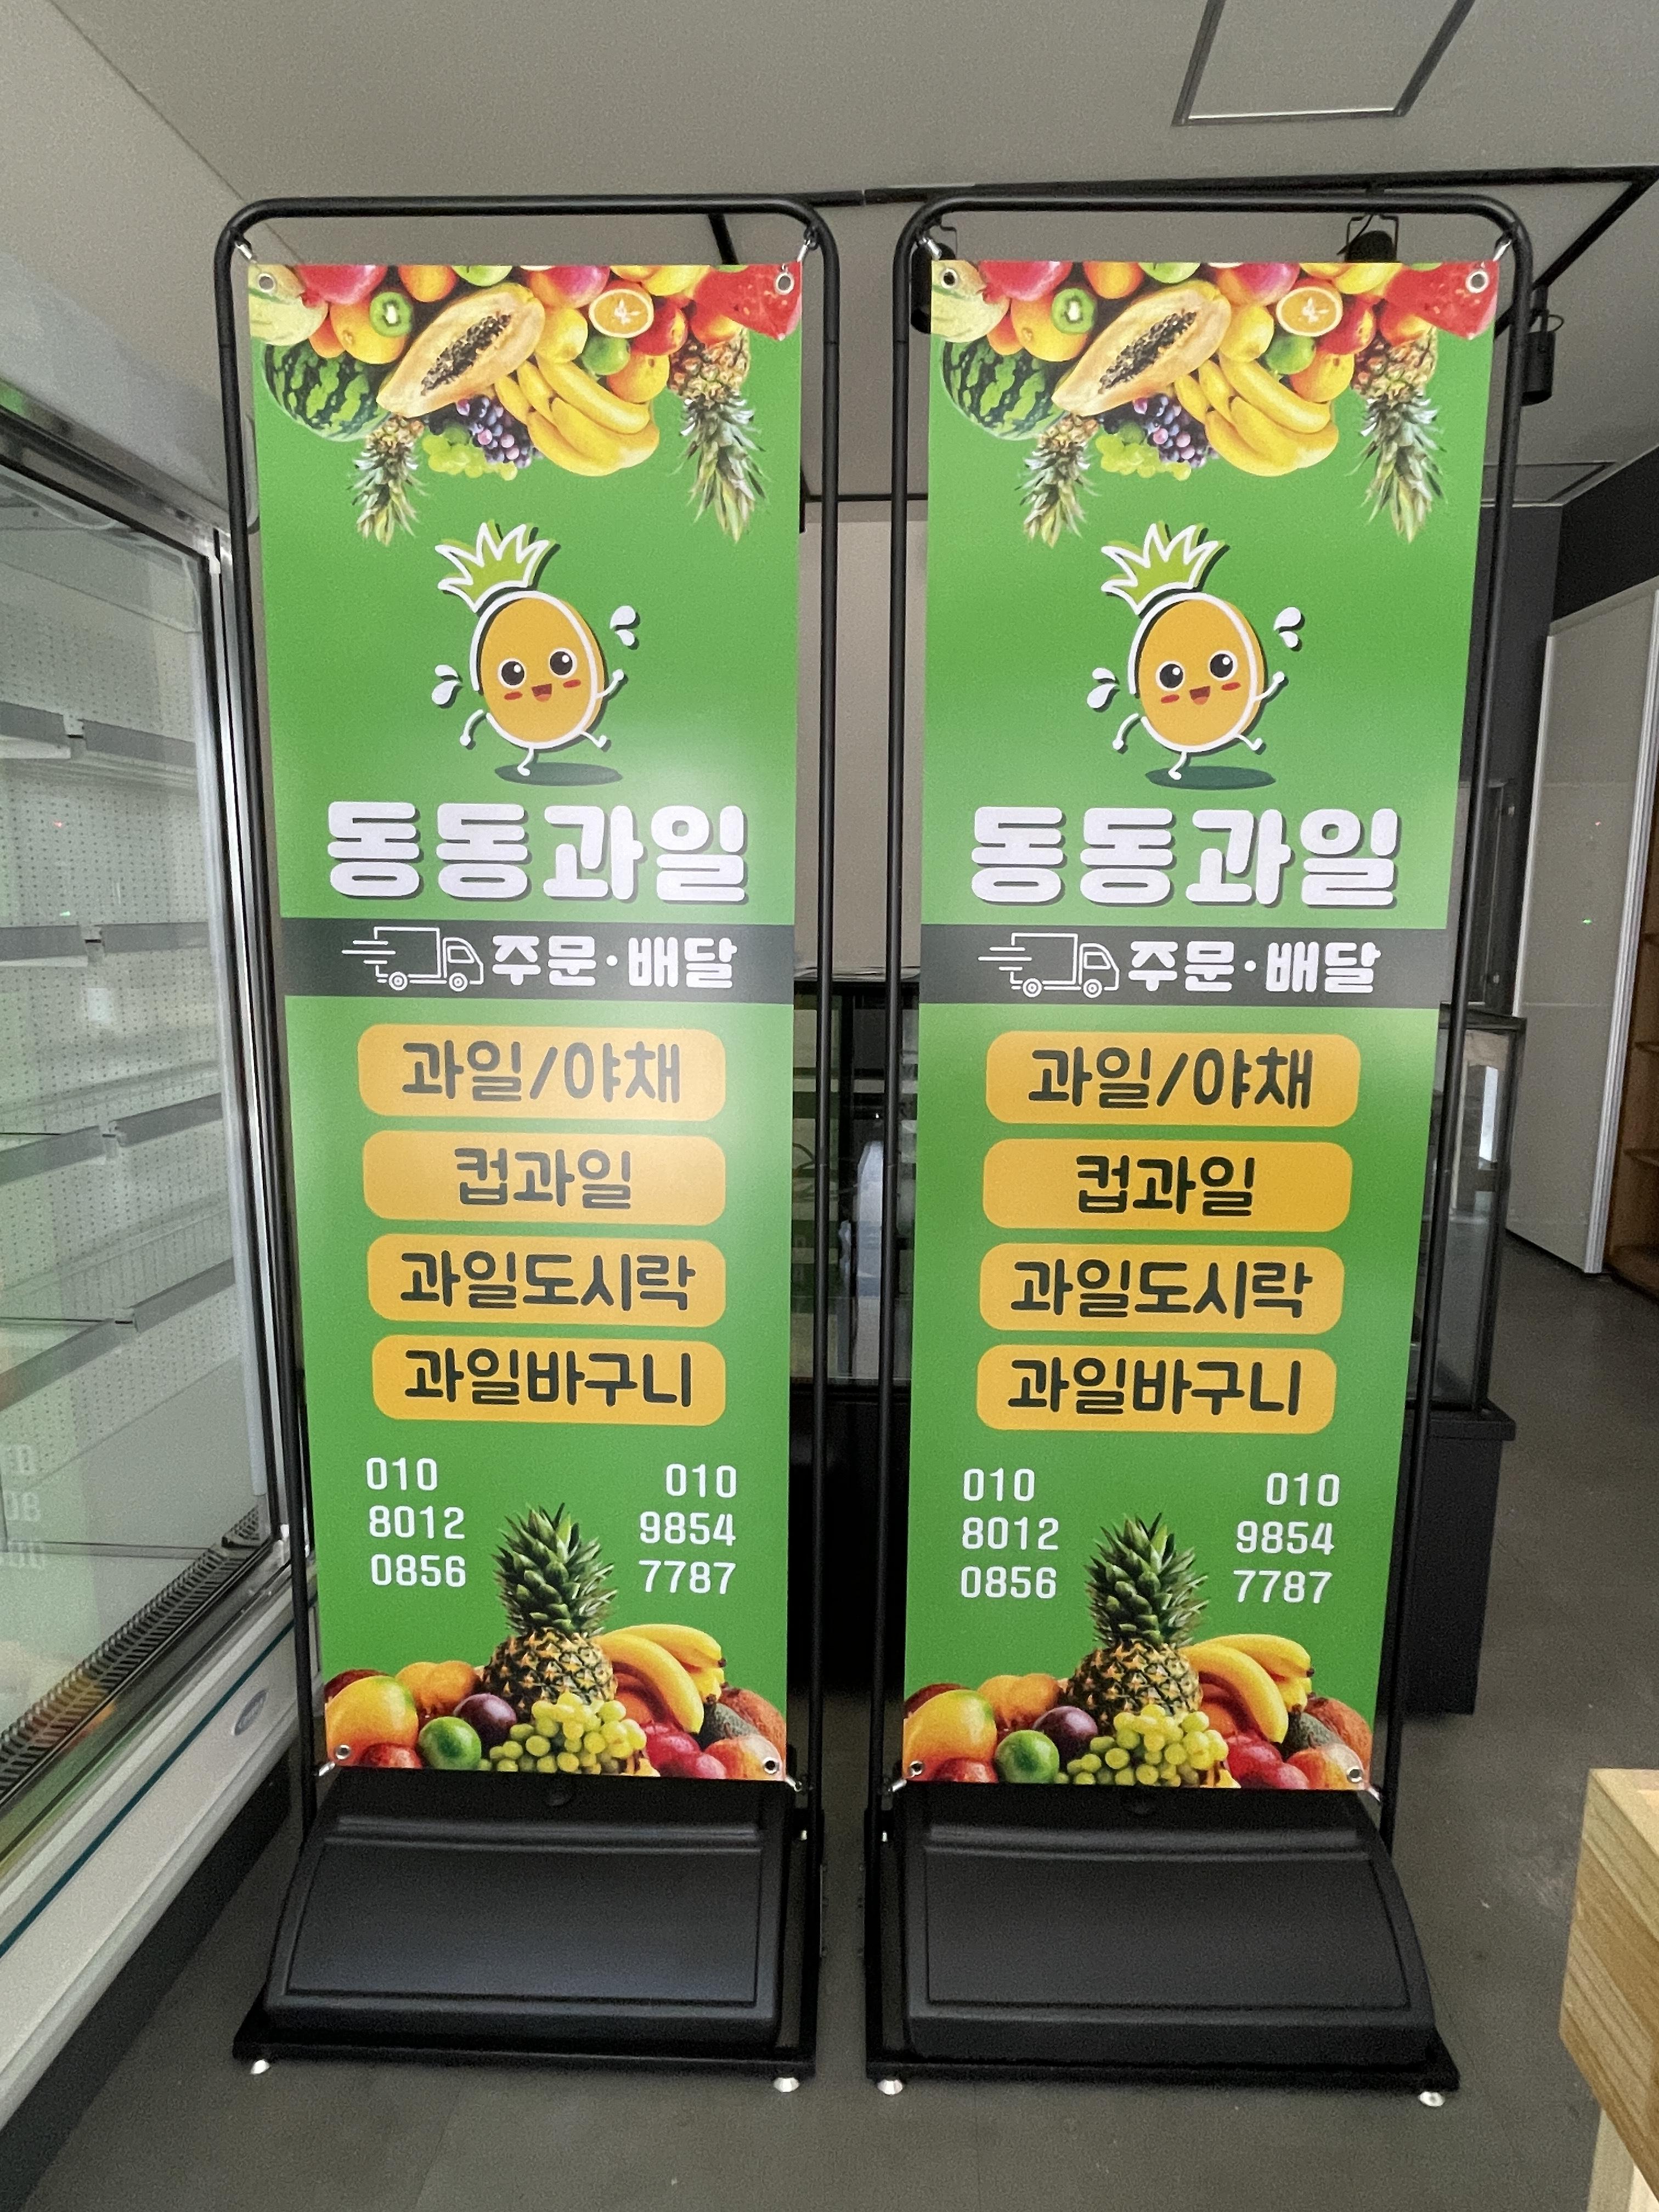 동동과일
주문·배달
과일/야채
컵과일
과일도시락
과일바구니
010
8012
0856
010
9854
7787
동동과일
주문·배달
과일/야채
컵과일
과일도시락
과일바구니
010
8012
0856
010
9854
7787